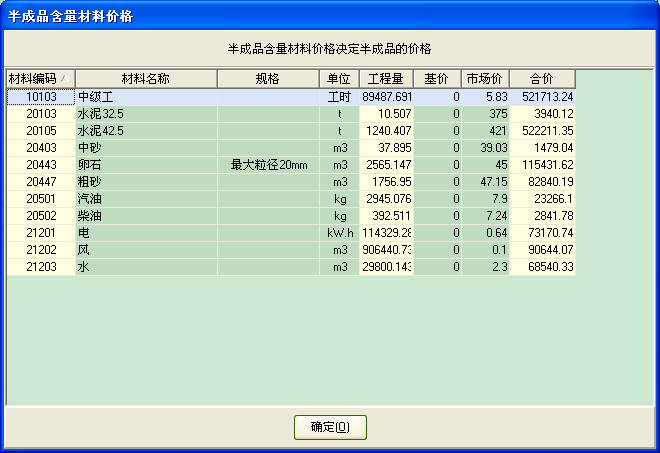 半成品含量材料价格
半成品含量材料价格决定半成品的价格
材料编码 材料名称 规格 单位 工程量 基价 市场价 合价
10103 中级工 工时 89487.691 0 5.83 521713.24
20103 水泥32.5 t 10.507 0 375 3940.12
20105 水泥42.5 t 1240.407 0 421 522211.35
20403 中砂 m3 37.895 0 39.03 1479.04
20443 卵石 最大粒径20mm m3 2565.147 0 45 115431.62
20447 粗砂 m3 1756.95 0 47.15 82840.19
20501 汽油 kg 2945.076 0 7.9 23266.1
20502 柴油 kg 392.511 0 7.24 2841.78
21201 电 kW.h 114329.28 0 0.64 73170.74
21202 风 m3 906440.73 0 0.1 90644.07
21203 水 m3 29800.143 0 2.3 68540.33
确定(O)